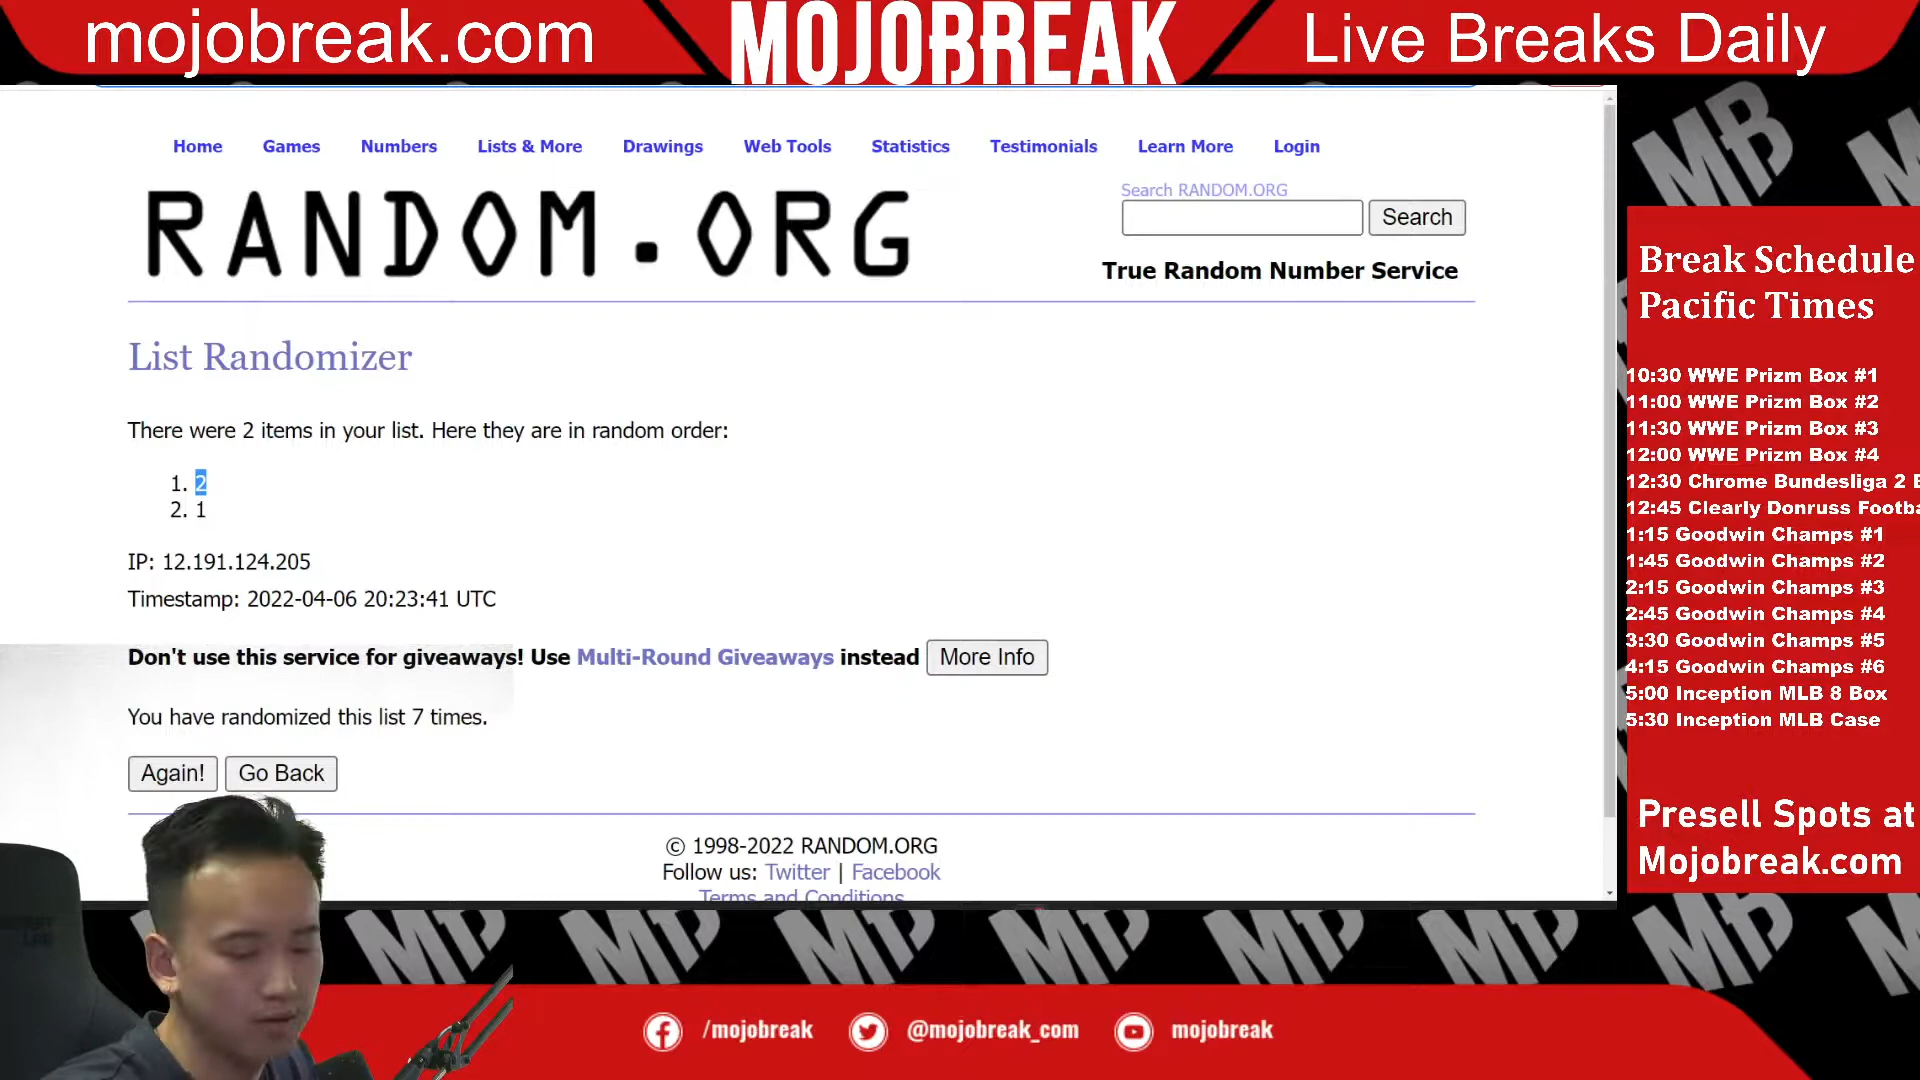 mojobreak.com
MOJOBREAK
Live Breaks Daily
Home Games Numbers Lists & More Drawings Web Tools Statistics Testimonials Learn More Login
RANDOM.ORG
Search RANDOM.ORG
Search
True Random Number Service
List Randomizer
There were 2 items in your list. Here they are in random order:
1. 2
2. 1
IP: 12.191.124.205
Timestamp: 2022-04-06 20:23:41 UTC
Don't use this service for giveaways! Use Multi-Round Giveaways instead More Info
You have randomized this list 7 times.
Again! Go Back
© 1998-2022 RANDOM.ORG
Follow us: Twitter | Facebook
Terms and Conditions
Break Schedule
Pacific Times
10:30 WWE Prizm Box #1
11:00 WWE Prizm Box #2
11:30 WWE Prizm Box #3
12:00 WWE Prizm Box #4
12:30 Chrome Bundesliga 2
12:45 Clearly Donruss
1:15 Goodwin Champs #1
1:45 Goodwin Champs #2
2:15 Goodwin Champs #3
2:45 Goodwin Champs #4
3:30 Goodwin Champs #5
4:15 Goodwin Champs #6
5:00 Inception MLB 8 Box
5:30 Inception MLB Case
Presell Spots at
Mojobreak.com
MB
/mojobreak @mojobreak_com mojobreak